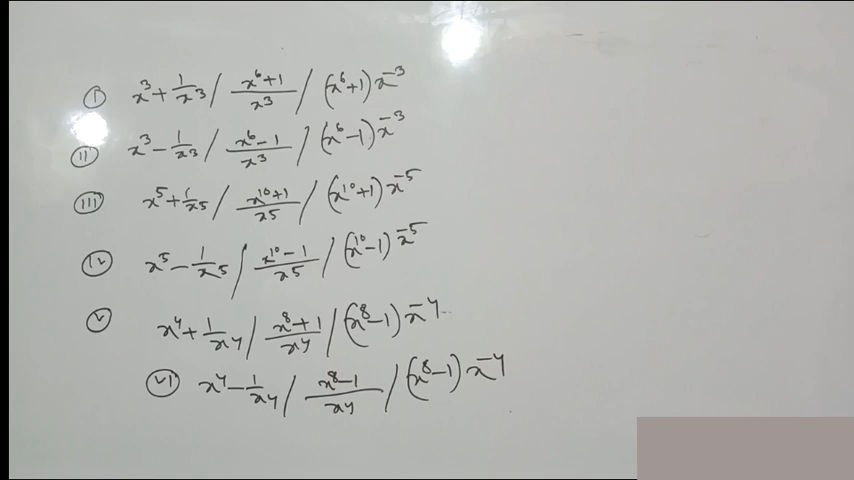 (i) x³ + 1/x³ / (x⁶+1)/x³ / (x⁶+1) x⁻³
(ii) x³ − 1/x³ / (x⁶−1)/x³ / (x⁶−1) x⁻³
(iii) x⁵ + 1/x⁵ / (x¹⁰+1)/x⁵ / (x¹⁰+1) x⁻⁵
(iv) x⁵ − 1/x⁵ / (x¹⁰−1)/x⁵ / (x¹⁰−1) x⁻⁵
(v) x⁴ + 1/x⁴ / (x⁸+1)/x⁴ / (x⁸−1) x⁻⁴
(vi) x⁴ − 1/x⁴ / (x⁸−1)/x⁴ / (x⁸−1) x⁻⁴